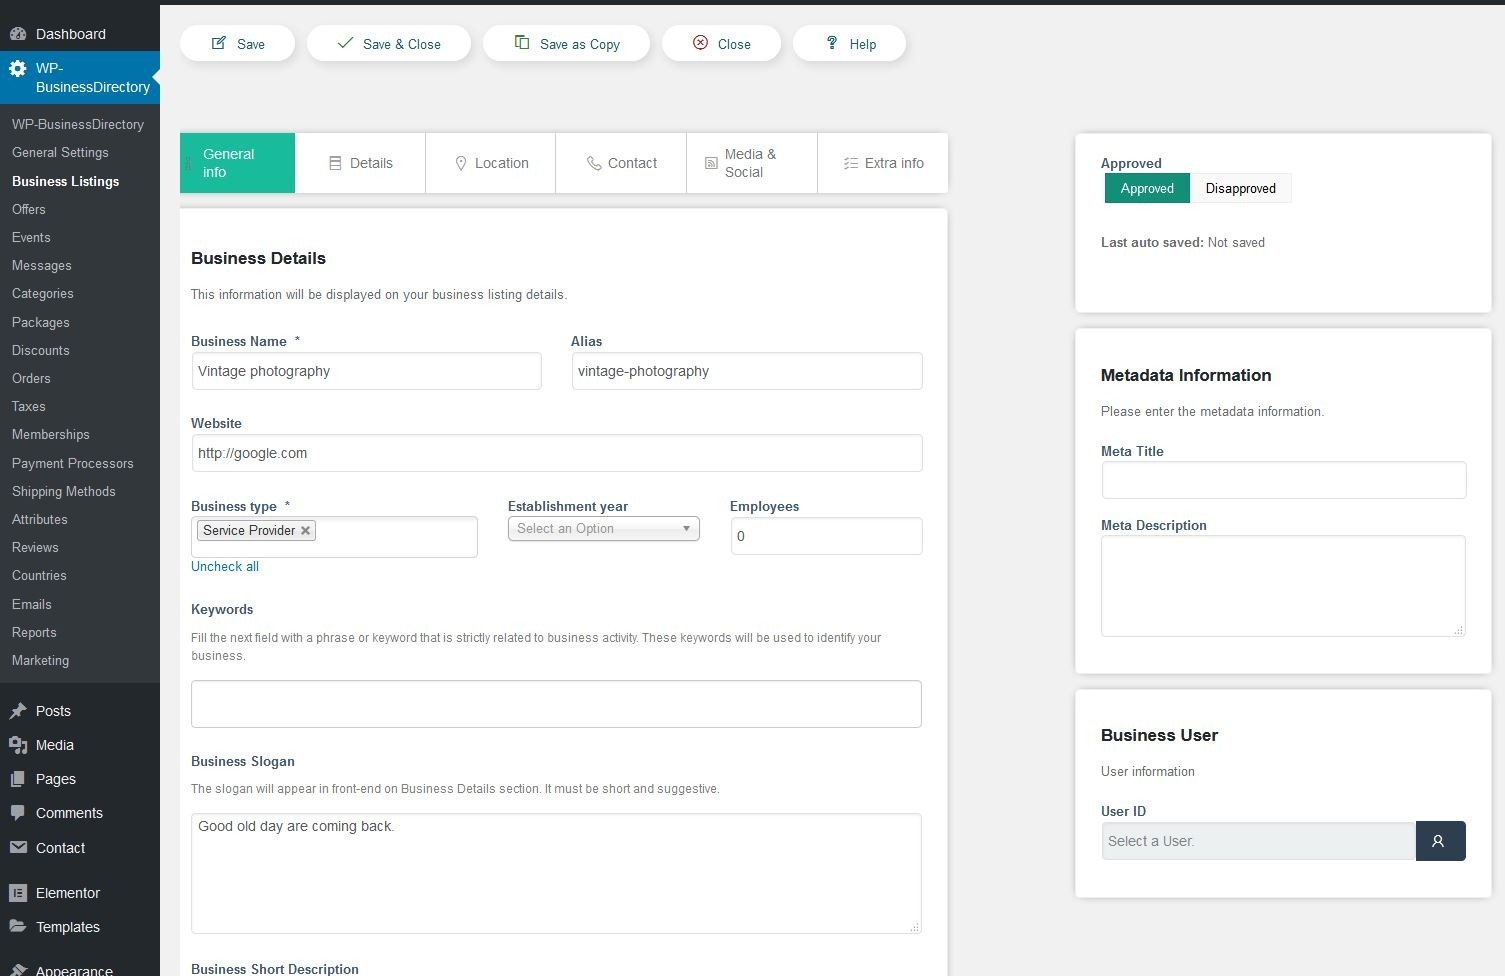 Dashboard
WP-
BusinessDirectory
WP-BusinessDirectory
General Settings
Business Listings
Offers
Events
Messages
Categories
Packages
Discounts
Orders
Taxes
Memberships
Payment Processors
Shipping Methods
Attributes
Reviews
Countries
Emails
Reports
Marketing
Posts
Media
Pages
Comments
Contact
Elementor
Templates
Appearance
Save
Save & Close
Save as Copy
Close
? Help
General
info
Details
Location
Contact
Media &
Social
Extra info
Business Details
This information will be displayed on your business listing details.
Business Name *
Alias
Vintage photography
vintage-photography
Website
http://google.com
Business type *
Establishment year
Employees
Service Provider
Select an Option
0
Uncheck all
Keywords
Fill the next field with a phrase or keyword that is strictly related to business activity. These keywords will be used to identify your
business.
Business Slogan
The slogan will appear in front-end on Business Details section. It must be short and suggestive.
Good old day are coming back.
Business Short Description
Approved
Approved
Disapproved
Last auto saved: Not saved
Metadata Information
Please enter the metadata information.
Meta Title
Meta Description
Business User
User information
User ID
Select a User.